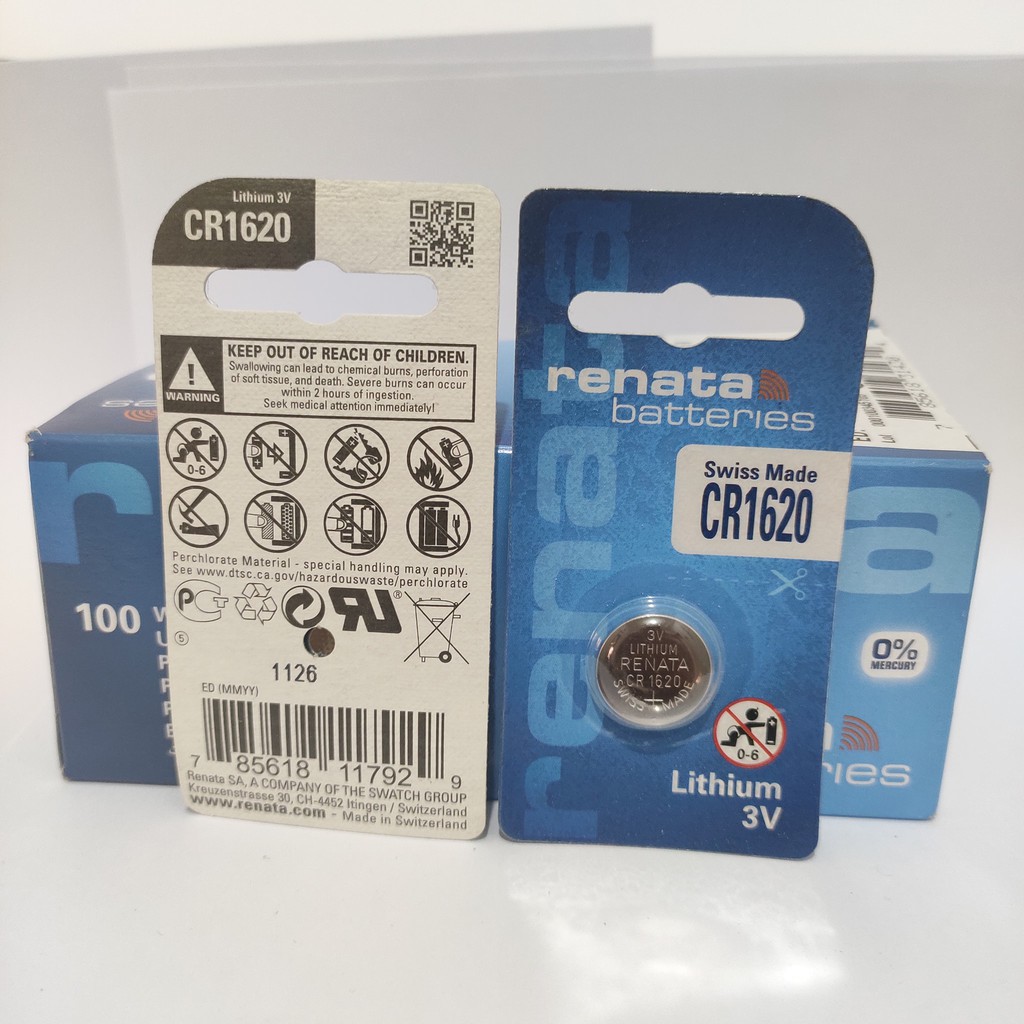 Lithium 3V
CR1620
WARNING
KEEP OUT OF REACH OF CHILDREN.
Swallowing can lead to chemical burns, perforation
of soft tissue, and death. Severe burns can occur
within 2 hours of ingestion.
Seek medical attention immediately!
0-6
Perchlorate Material - special handling may apply.
See www.dtsc.ca.gov/hazardouswaste/perchlorate
5
1126
ED (MMYY)
7 85618 11792 9
Renata SA, A COMPANY OF THE SWATCH GROUP
Kreuzenstrasse 30, CH-4452 Itingen / Switzerland
www.renata.com - Made in Switzerland
renata
renata
batteries
Swiss Made
CR1620
3V
LITHIUM
RENATA
CR 1620
SWISS + MADE
0-6
Lithium
3V
100
0%
MERCURY